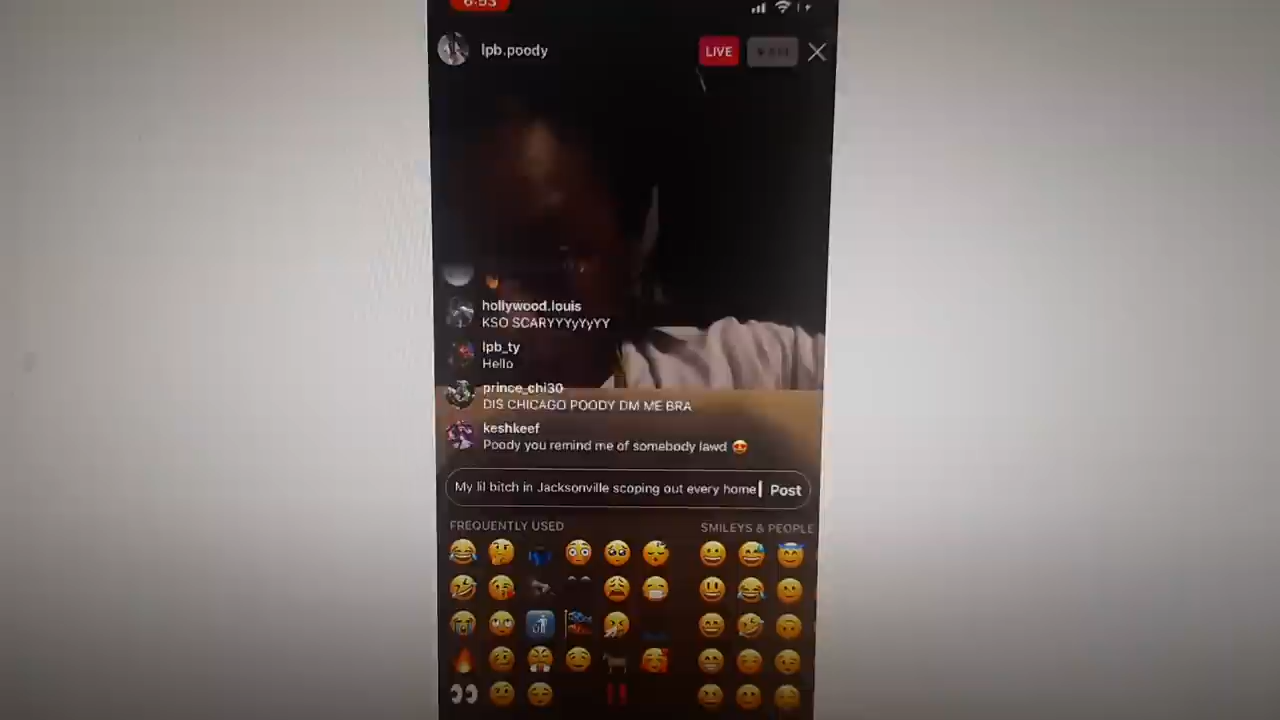 6:53
lpb.poody
LIVE
hollywood.louis
KSO SCARYYYyYyYY
lpb_ty
Hello
prince_chi30
DIS CHICAGO POODY DM ME BRA
keshkeef
Poody you remind me of somebody lawd 😍
My lil bitch in Jacksonville scoping out every home
Post
FREQUENTLY USED
SMILEYS & PEOPLE